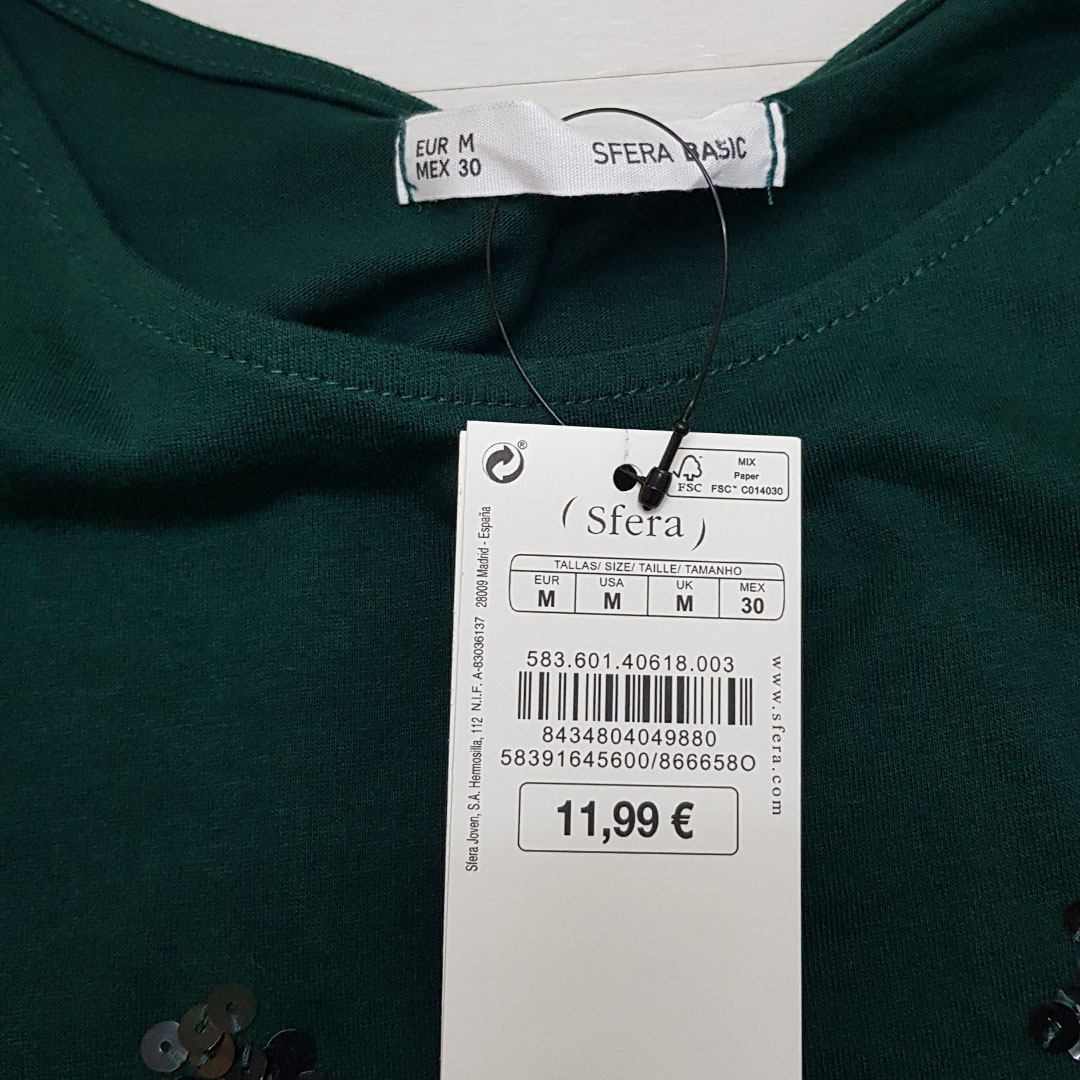 EUR M
MEX 30
SFERA BASIC
®
FSC
MIX
Paper
FSC™ C014030
(Sfera)
TALLAS/ SIZE/ TAILLE/ TAMANHO
EUR USA UK MEX
M M M 30
583.601.40618.003
8434804049880
58391645600/866658O
11,99 €
www.sfera.com
Sfera Joven, S.A. Hermosilla, 112 N.I.F. A-83036137 28009 Madrid - España